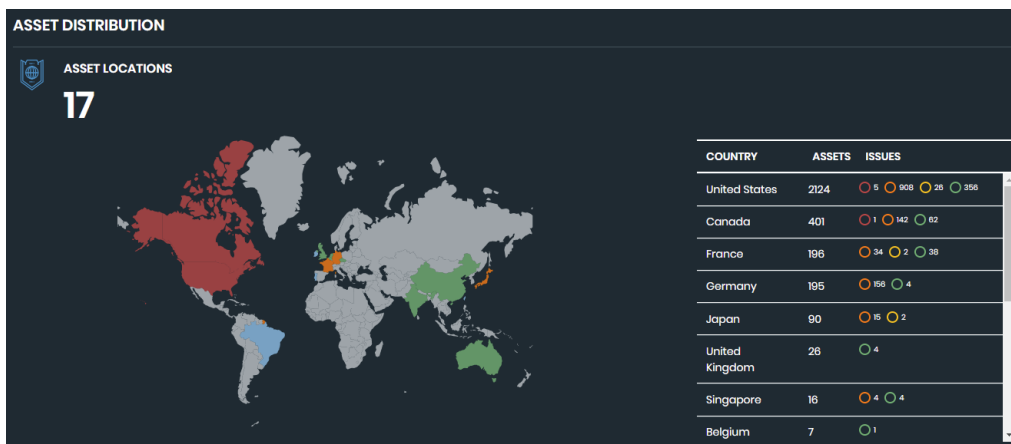 ASSET DISTRIBUTION
ASSET LOCATIONS
17
COUNTRY ASSETS ISSUES
United States 2124 5 908 28 356
Canada 401 1 142 62
France 196 34 2 38
Germany 195 156 4
Japan 90 15 2
United Kingdom 26 4
Singapore 16 4 4
Belgium 7 1